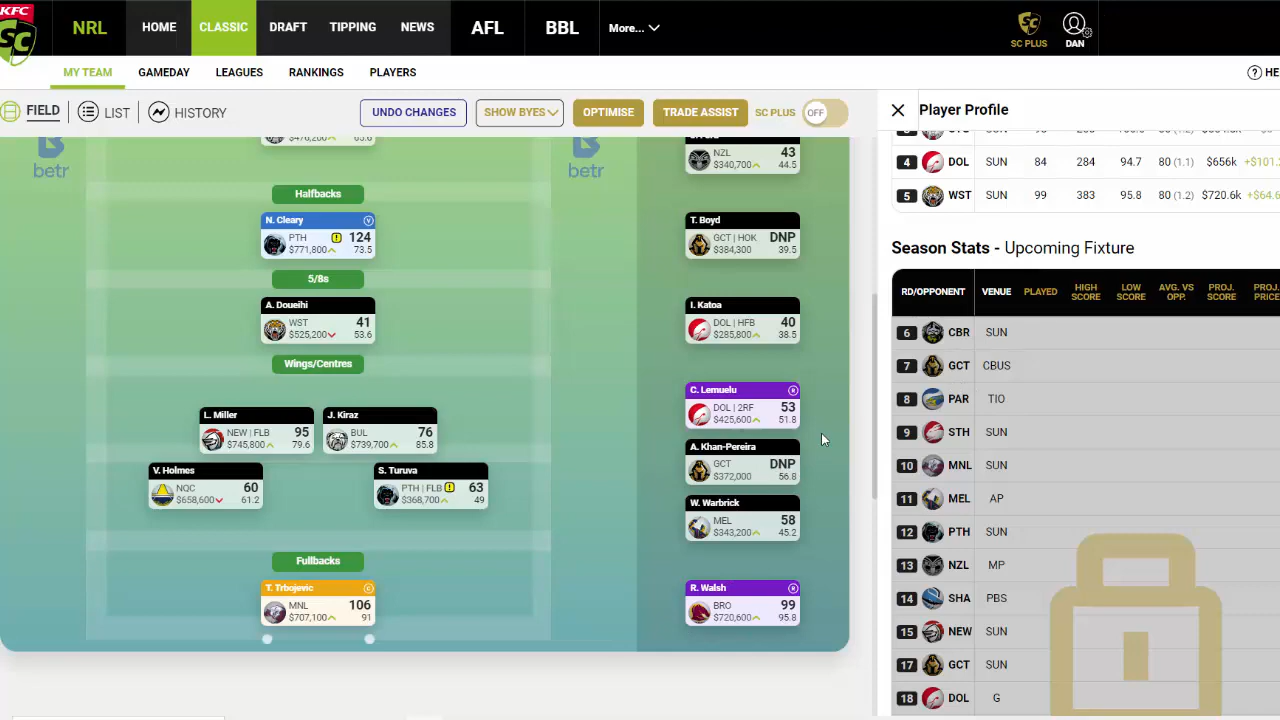 KFC
SC
NRL
HOME
CLASSIC
DRAFT
TIPPING
NEWS
AFL
BBL
More...
SC PLUS
DAN
MY TEAM
GAMEDAY
LEAGUES
RANKINGS
PLAYERS
? HE
FIELD
LIST
HISTORY
UNDO CHANGES
SHOW BYES
OPTIMISE
TRADE ASSIST
SC PLUS
OFF
Player Profile
betr
betr
NZL
43
$340,700
44.5
Halfbacks
N. Cleary
V
PTH
124
$771,800
73.5
T. Boyd
GCT | HOK
DNP
$384,300
39.5
5/8s
A. Doueihi
WST
41
$525,200
53.6
I. Katoa
DOL | HFB
40
$285,800
38.5
Wings/Centres
L. Miller
NEW | FLB
95
$745,800
79.6
J. Kiraz
BUL
76
$739,700
85.8
V. Holmes
NQC
60
$658,600
61.2
S. Turuva
PTH | FLB
63
$368,700
49
C. Lemuelu
R
DOL | 2RF
53
$425,600
51.8
A. Khan-Pereira
GCT
DNP
$372,000
56.8
W. Warbrick
MEL
58
$343,200
45.2
Fullbacks
T. Trbojevic
C
MNL
106
$707,100
91
R. Walsh
R
BRO
99
$720,600
95.8
4 DOL SUN 84 284 94.7 80 (1.1) $656k +$101.2
5 WST SUN 99 383 95.8 80 (1.2) $720.6k +$64.6
Season Stats - Upcoming Fixture
RD/OPPONENT VENUE PLAYED HIGH SCORE LOW SCORE AVG. VS OPP. PROJ. SCORE PROJ. PRICE
6 CBR SUN
7 GCT CBUS
8 PAR TIO
9 STH SUN
10 MNL SUN
11 MEL AP
12 PTH SUN
13 NZL MP
14 SHA PBS
15 NEW SUN
17 GCT SUN
18 DOL G